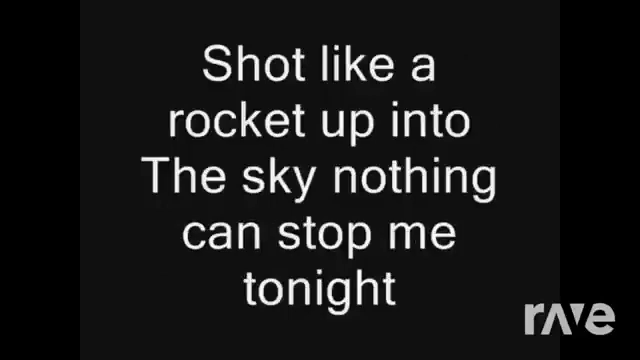 Shot like a
rocket up into
The sky nothing
can stop me
tonight
rave